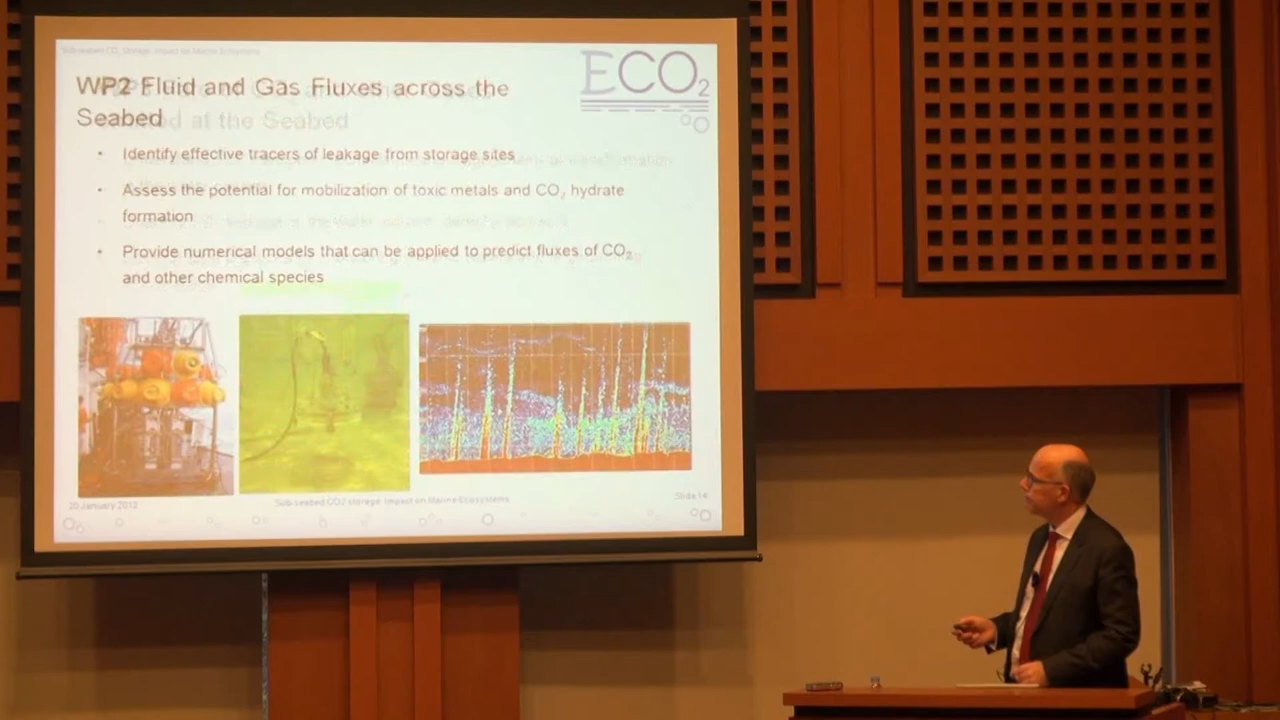 Sub-seabed CO2 Storage: Impact on Marine Ecosystems
ECO2
WP2 Fluid and Gas Fluxes across the
Seabed
at the Seabed
• Identify effective tracers of leakage from storage sites
• Assess the potential for mobilization of toxic metals and CO2 hydrate
formation
• Provide numerical models that can be applied to predict fluxes of CO2
and other chemical species
20 January 2012
Sub-seabed CO2 storage: Impact on Marine Ecosystems
Slide 14